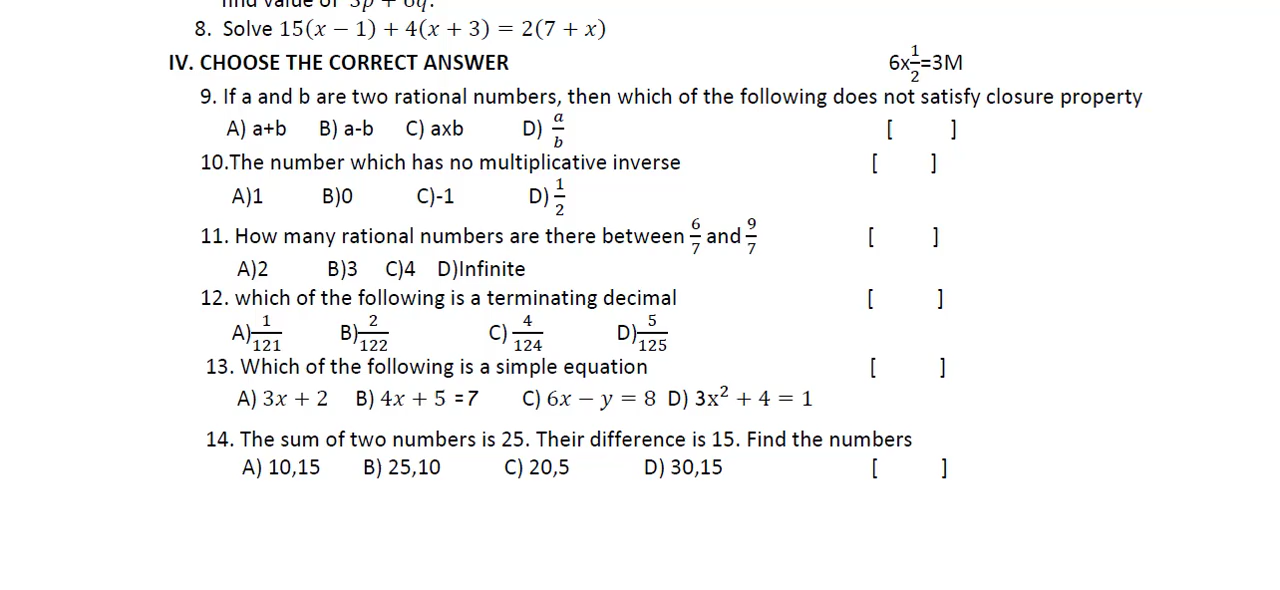 find value of 3p + 6q.
8. Solve 15(x − 1) + 4(x + 3) = 2(7 + x)
IV. CHOOSE THE CORRECT ANSWER 6x1/2=3M
9. If a and b are two rational numbers, then which of the following does not satisfy closure property
A) a+b B) a-b C) axb D) a/b [ ]
10.The number which has no multiplicative inverse [ ]
A)1 B)0 C)-1 D)1/2
11. How many rational numbers are there between 6/7 and 9/7 [ ]
A)2 B)3 C)4 D)Infinite
12. which of the following is a terminating decimal [ ]
A)1/121 B)2/122 C)4/124 D)5/125
13. Which of the following is a simple equation [ ]
A) 3x + 2 B) 4x + 5 =7 C) 6x − y = 8 D) 3x² + 4 = 1
14. The sum of two numbers is 25. Their difference is 15. Find the numbers
A) 10,15 B) 25,10 C) 20,5 D) 30,15 [ ]